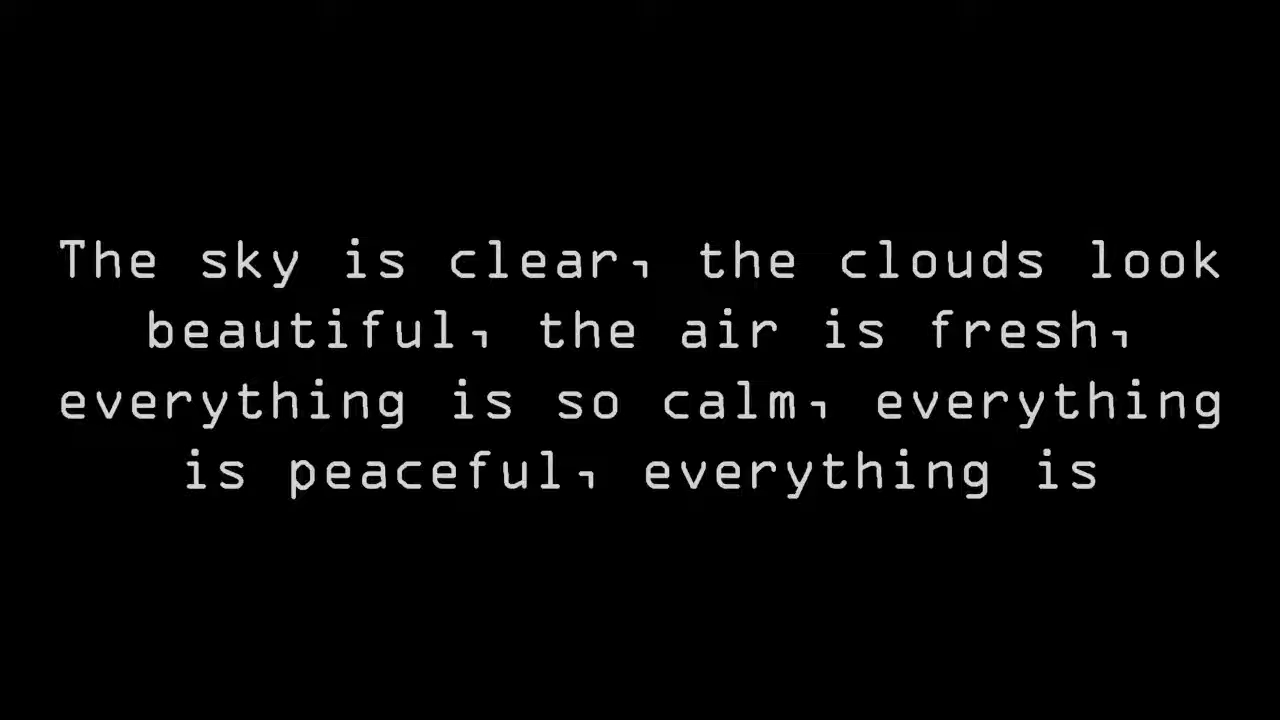 The sky is clear, the clouds look
beautiful, the air is fresh,
everything is so calm, everything
is peaceful, everything is